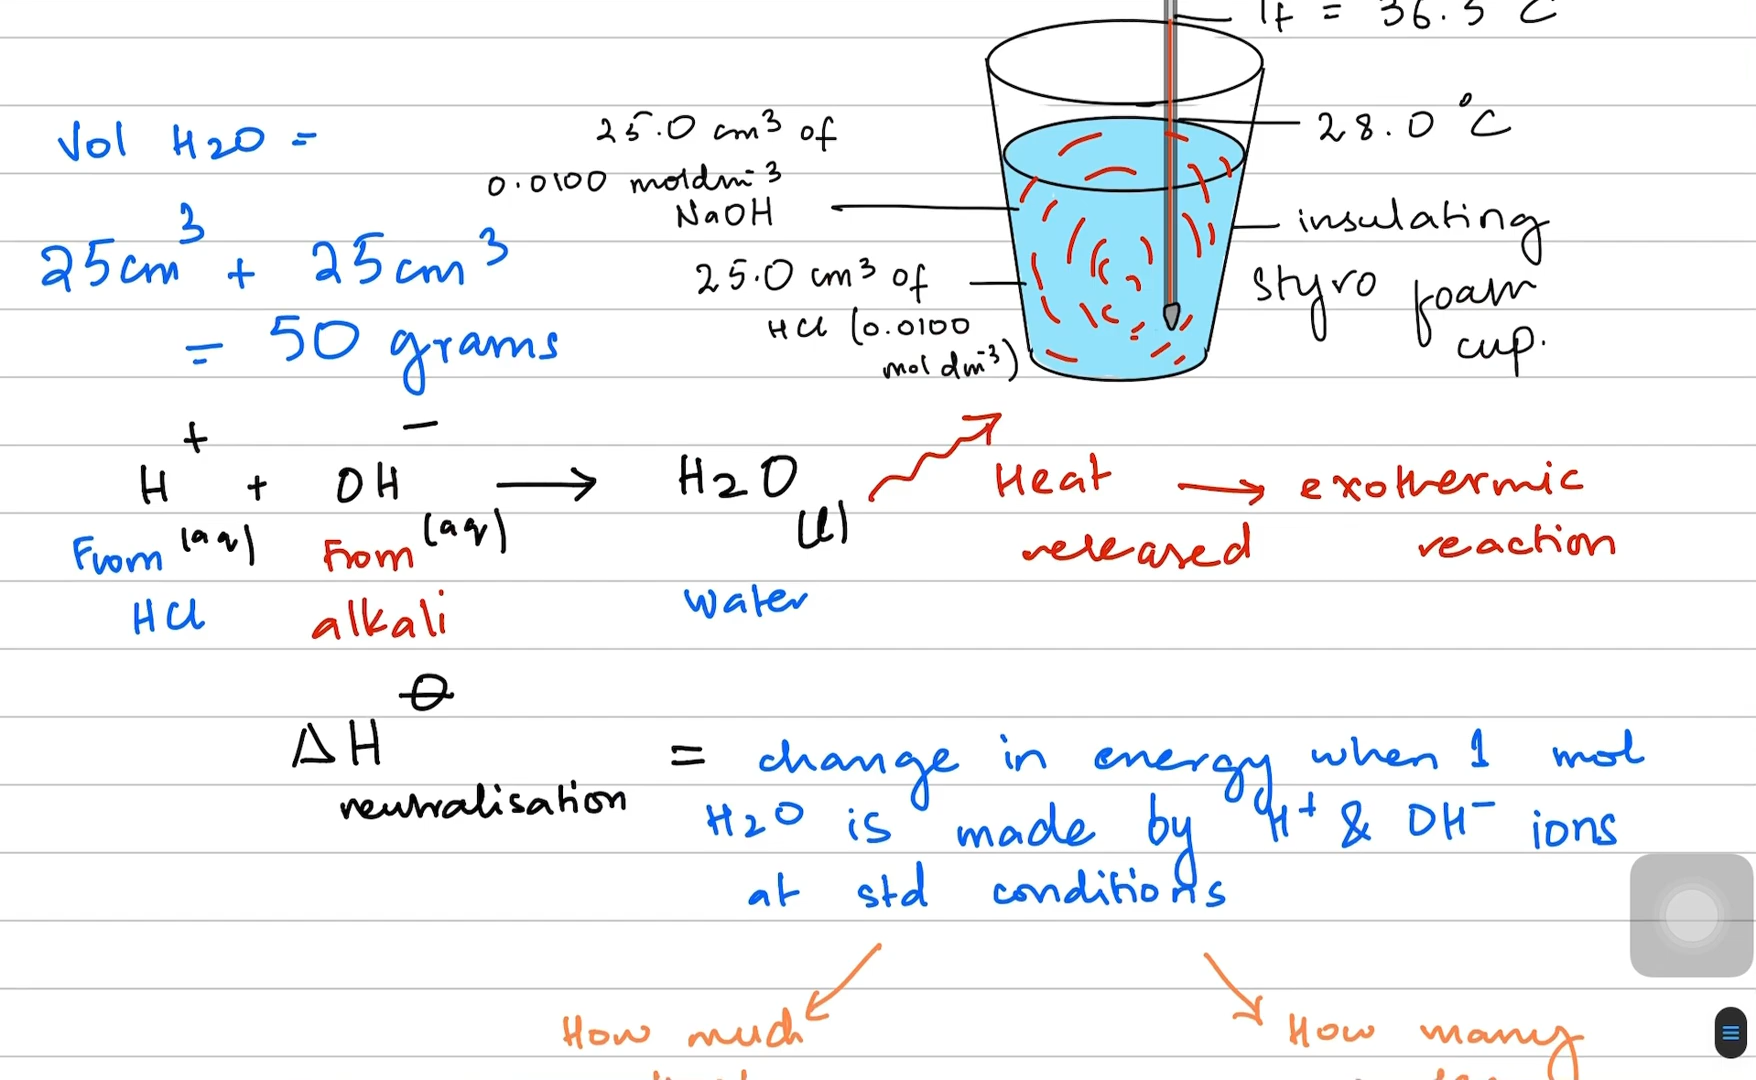 Tf = 36.5 C
Vol H2O =
25.0 cm³ of
28.0 °C
0.0100 moldm⁻³
NaOH
insulating
25cm³ + 25cm³
25.0 cm³ of
styro foam
HCl (0.0100
cup.
= 50 grams
mol dm⁻³)
H⁺ + OH⁻ → H2O Heat → exothermic
(aq) (aq) (l)
From From released reaction
HCl alkali water
ΔH⊖ = change in energy when 1 mol
neutralisation
H2O is made by H⁺ & OH⁻ ions
at std conditions
How much How many